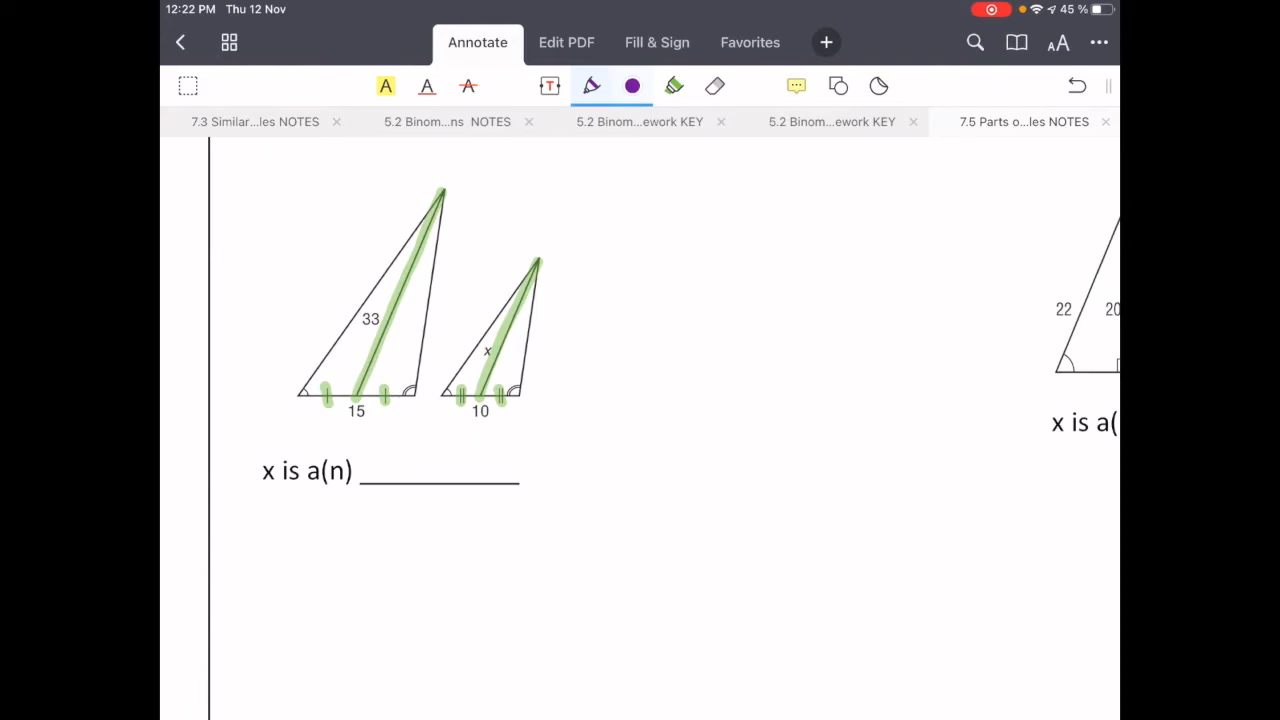 12:22 PM Thu 12 Nov
45 %
Annotate Edit PDF Fill & Sign Favorites
A A A T
AA
7.3 Similar...les NOTES
5.2 Binom...ns NOTES
5.2 Binom...ework KEY
5.2 Binom...ework KEY
7.5 Parts o...les NOTES
33
x
15
10
22
20
x is a(n) __________
x is a(